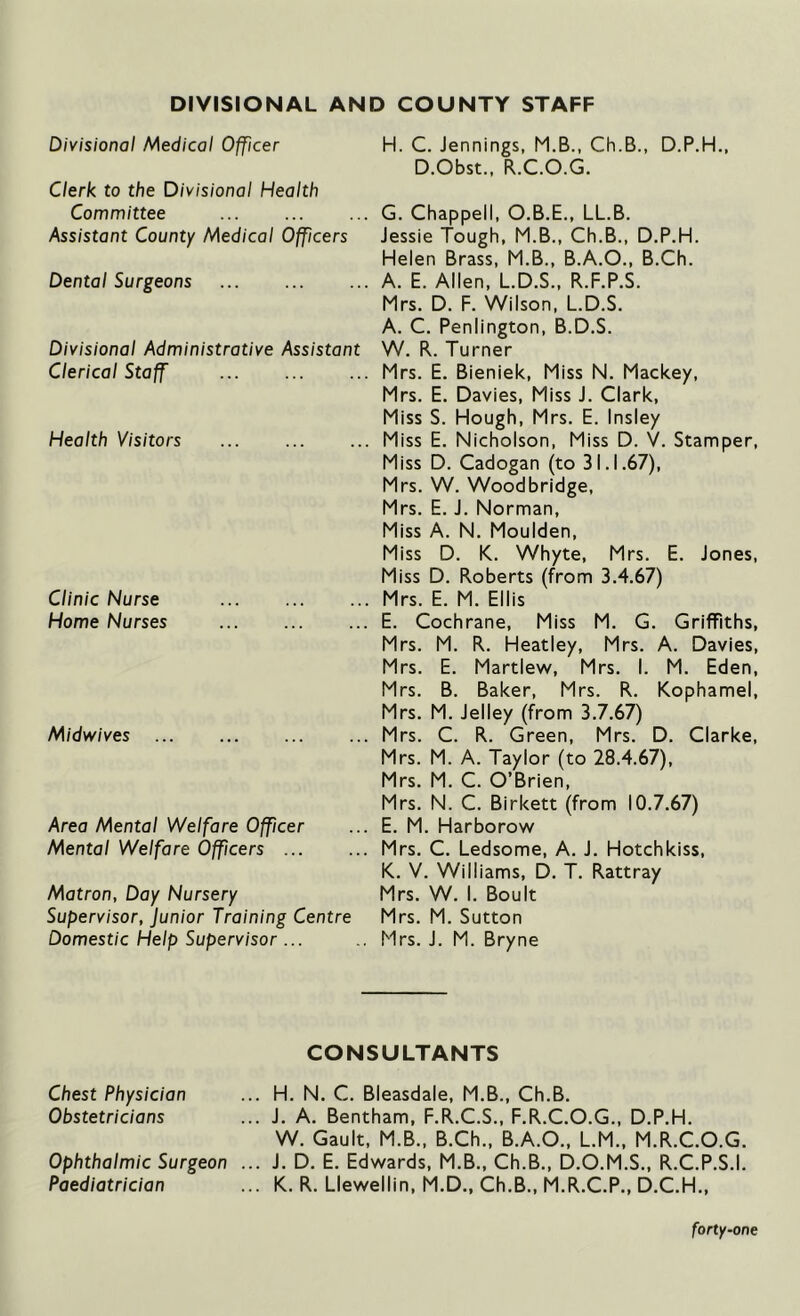 DIVISIONAL AND COUNTY STAFF
Divisional Medical Officer H. C. Jennings, M.B., Ch.B., D.P.H.,
D.Obst., R.C.O.G.
Clerk to the Divisional Health
Committee ... ... ... G. Chappell, O.B.E., LL.B.
Assistant County Medical Officers Jessie Tough, M.B., Ch.B., D.P.H.
Helen Brass, M.B., B.A.O., B.Ch.
Dental Surgeons ... ... ... A. E. Allen, L.D.S., R.F.P.S.
Mrs. D. F. Wilson, L.D.S.
A. C. Penlington, B.D.S.
Divisional Administrative Assistant W. R. Turner
Clerical Staff ... ... ... Mrs. E. Bieniek, Miss N. Mackey,
Mrs. E. Davies, Miss J. Clark,
Miss S. Hough, Mrs. E. Insley
Health Visitors ... ... ... Miss E. Nicholson, Miss D. V. Stamper,
Miss D. Cadogan (to 31.1.67),
Mrs. W. Woodbridge,
Mrs. E. J. Norman,
Miss A. N. Moulden,
Miss D. K. Whyte, Mrs. E. Jones,
Miss D. Roberts (from 3.4.67)
Clinic Nurse ... ... ... Mrs. E. M. Ellis
Home Nurses ... ... ... E. Cochrane, Miss M. G. Griffiths,
Mrs. M. R. Heatley, Mrs. A. Davies,
Mrs. E. Martlew, Mrs. I. M. Eden,
Mrs. B. Baker, Mrs. R. Kophamel,
Mrs. M. Jelley (from 3.7.67)
Midwives ... ... ... ... Mrs. C. R. Green, Mrs. D. Clarke,
Mrs. M. A. Taylor (to 28.4.67),
Mrs. M. C. O'Brien,
Mrs. N. C. Birkett (from 10.7.67)
Area Mental Welfare Officer ... E. M. Harborow
Mental Welfare Officers ... ... Mrs. C. Ledsome, A. J. Hotchkiss,
K. V. Williams, D. T. Rattray
Matron, Day Nursery Mrs. W. I. Boult
Supervisor, Junior Training Centre Mrs. M. Sutton
Domestic Help Supervisor ... .. Mrs. J. M. Bryne
CONSULTANTS
Chest Physician ... H. N. C. Bleasdale, M.B., Ch.B.
Obstetricians ... J. A. Bentham, F.R.C.S., F.R.C.O.G., D.P.H.
W. Gault, M.B., B.Ch., B.A.O., L.M., M.R.C.O.G.
Ophthalmic Surgeon ... J. D. E. Edwards, M.B., Ch.B., D.O.M.S., R.C.P.S.I.
Paediatrician ... K. R. Llewellin, M.D., Ch.B., M.R.C.P., D.C.H.,
forty-one